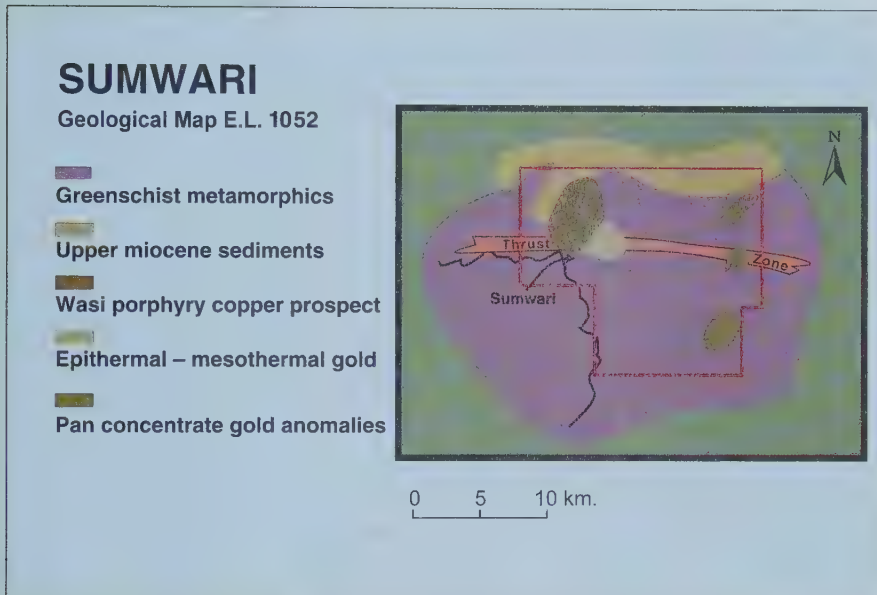 SUMWARI
Geological Map E.L. 1052
Greenschist metamorphics
Upper miocene sediments
Wasi porphyry copper prospect
Epithermal – mesothermal gold
Pan concentrate gold anomalies
N
Thrust
Zone
Sumwari
0 5 10 km.